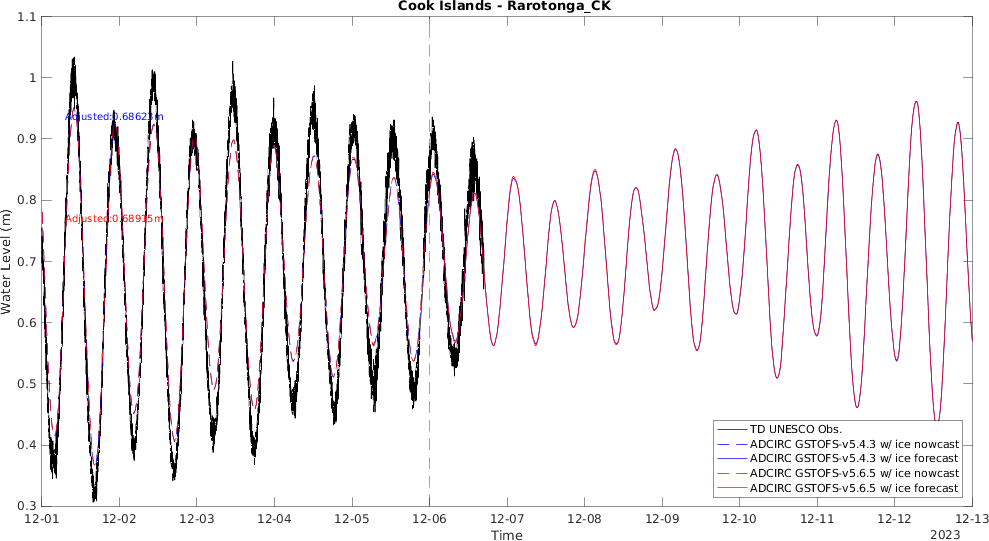 Cook Islands - Rarotonga_CK
1.1
1
0.9
0.8
0.7
0.6
0.5
0.4
0.3
Water Level (m)
Adjusted:0.68623m
Adjusted:0.68915m
TD UNESCO Obs.
ADCIRC GSTOFS-v5.4.3 w/ ice nowcast
ADCIRC GSTOFS-v5.4.3 w/ ice forecast
ADCIRC GSTOFS-v5.6.5 w/ ice nowcast
ADCIRC GSTOFS-v5.6.5 w/ ice forecast
12-01 12-02 12-03 12-04 12-05 12-06 12-07 12-08 12-09 12-10 12-11 12-12 12-13
Time
2023